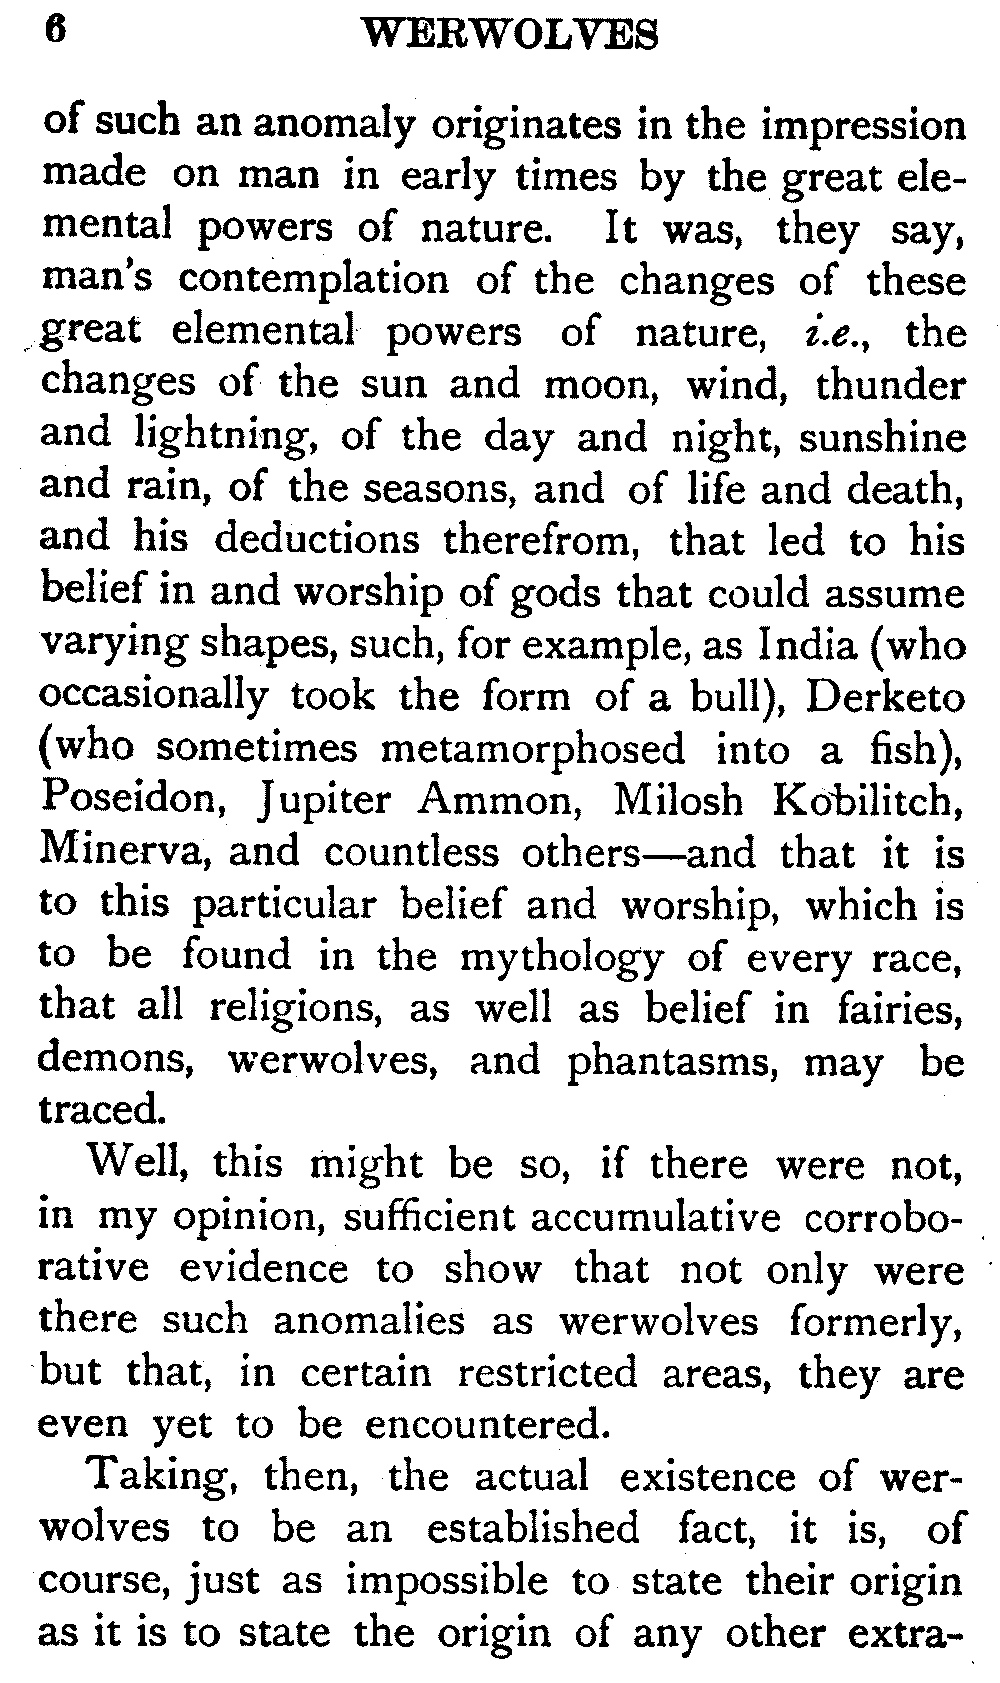 6 WERWOLVES
of such an anomaly originates in the impression
made on man in early times by the great ele-
mental powers of nature. It was, they say,
man's contemplation of the changes of these
great elemental powers of nature, i.e., the
changes of the sun and moon, wind, thunder
and lightning, of the day and night, sunshine
and rain, of the seasons, and of life and death,
and his deductions therefrom, that led to his
belief in and worship of gods that could assume
varying shapes, such, for example, as India (who
occasionally took the form of a bull), Derketo
(who sometimes metamorphosed into a fish),
Poseidon, Jupiter Ammon, Milosh Kobilitch,
Minerva, and countless others—and that it is
to this particular belief and worship, which is
to be found in the mythology of every race,
that all religions, as well as belief in fairies,
demons, werwolves, and phantasms, may be
traced.
Well, this might be so, if there were not,
in my opinion, sufficient accumulative corrobo-
rative evidence to show that not only were
there such anomalies as werwolves formerly,
but that, in certain restricted areas, they are
even yet to be encountered.
Taking, then, the actual existence of wer-
wolves to be an established fact, it is, of
course, just as impossible to state their origin
as it is to state the origin of any other extra-